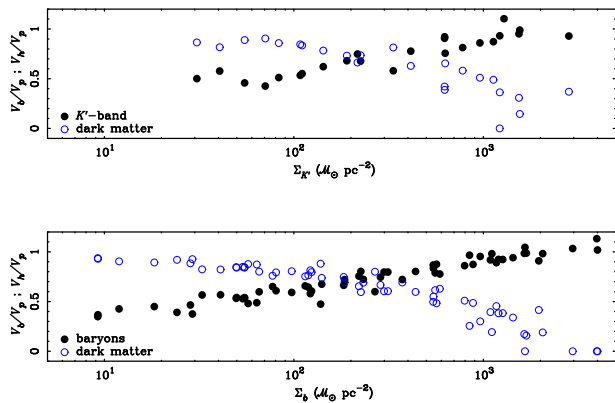 V_b/V_p ; V_h/V_p
1
0.5
0
K'−band
dark matter
10^1
10^2
10^3
Σ_K' (M_⊙ pc^−2)
V_b/V_p ; V_h/V_p
1
0.5
0
baryons
dark matter
10^1
10^2
10^3
Σ_b (M_⊙ pc^−2)